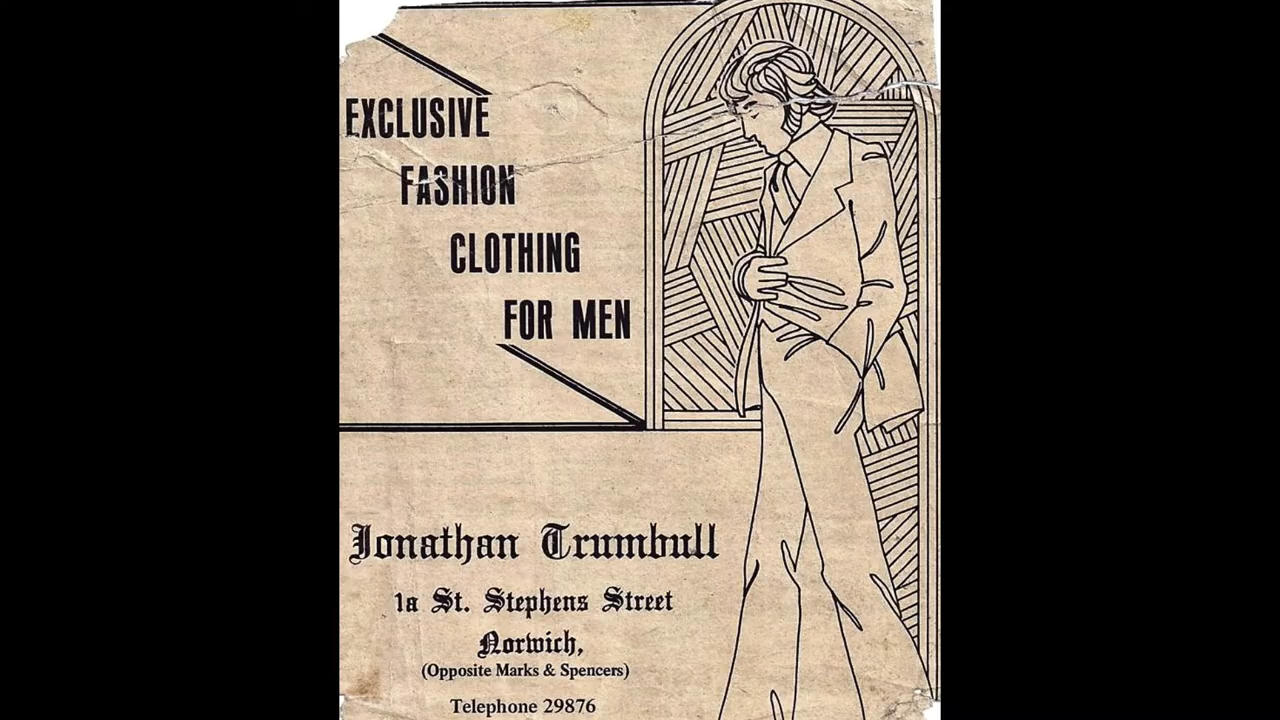 EXCLUSIVE
FASHION
CLOTHING
FOR MEN
Jonathan Trumbull
1a St. Stephens Street
Norwich,
(Opposite Marks & Spencers)
Telephone 29876